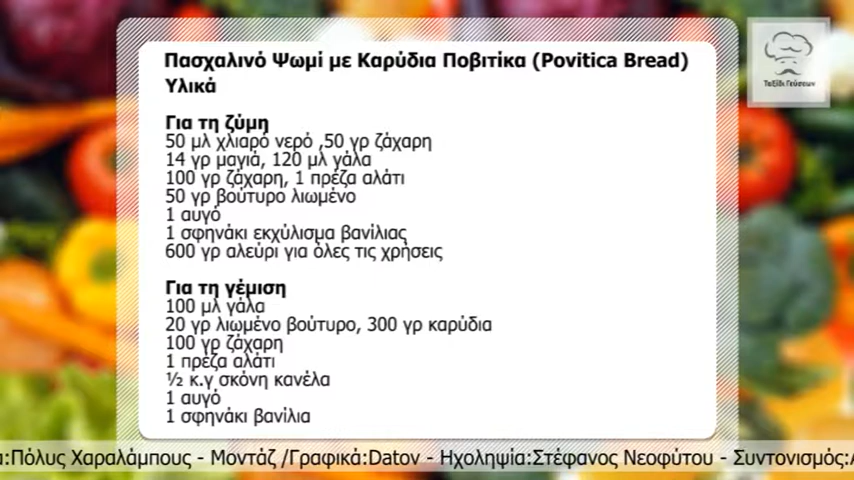 Πασχαλινό Ψωμί με Καρύδια Ποβιτίκα (Povitica Bread)
Υλικά
Για τη ζύμη
50 μλ χλιαρό νερό ,50 γρ ζάχαρη
14 γρ μαγιά, 120 μλ γάλα
100 γρ ζάχαρη, 1 πρέζα αλάτι
50 γρ βούτυρο λιωμένο
1 αυγό
1 σφηνάκι εκχύλισμα βανίλιας
600 γρ αλεύρι για όλες τις χρήσεις
Για τη γέμιση
100 μλ γάλα
20 γρ λιωμένο βούτυρο, 300 γρ καρύδια
100 γρ ζάχαρη
1 πρέζα αλάτι
½ κ.γ σκόνη κανέλα
1 αυγό
1 σφηνάκι βανίλια
Ταξίδι Γεύσεων
α:Πόλυς Χαραλάμπους - Μοντάζ /Γραφικά:Datov - Ηχοληψία:Στέφανος Νεοφύτου - Συντονισμός: